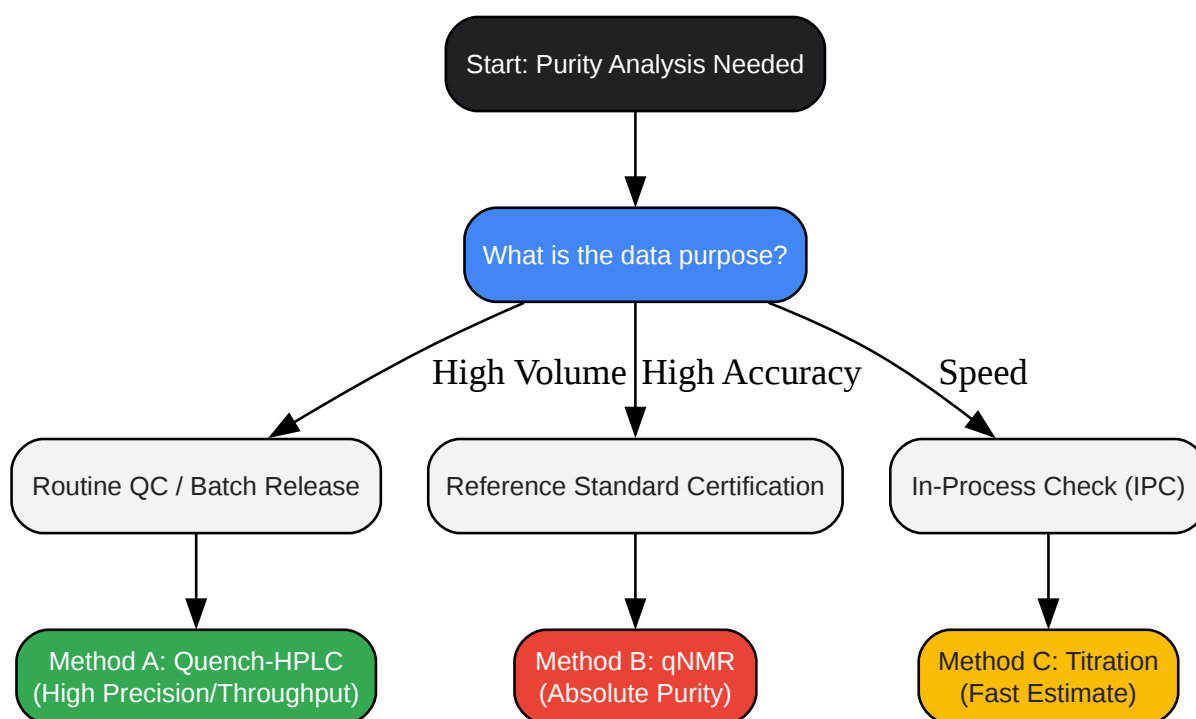 Start: Purity Analysis Needed
What is the data purpose?
High Volume
High Accuracy
Speed
Routine QC / Batch Release
Reference Standard Certification
In-Process Check (IPC)
Method A: Quench-HPLC
(High Precision/Throughput)
Method B: qNMR
(Absolute Purity)
Method C: Titration
(Fast Estimate)